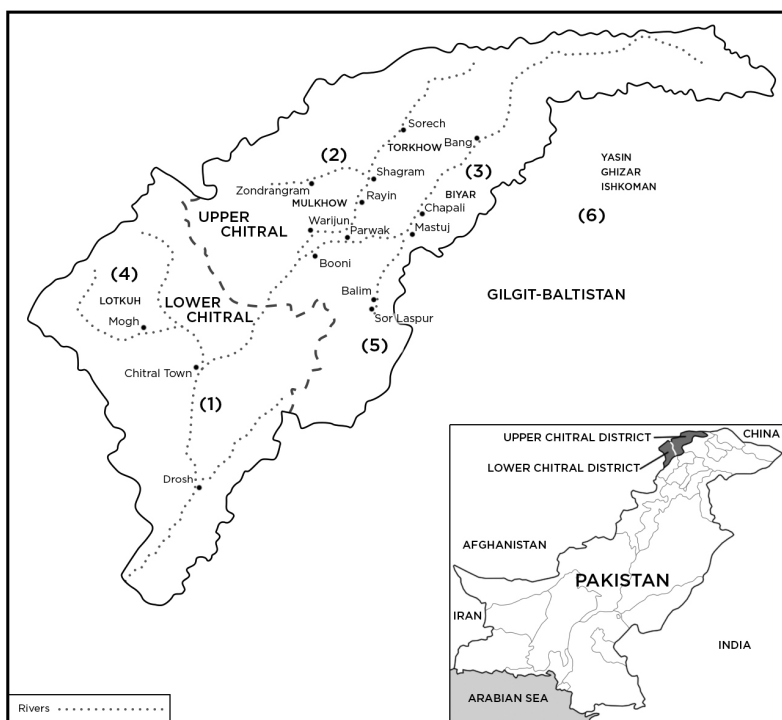 Sorech
TORKHOW
Bang
(2)
(3)
YASIN
GHIZAR
ISHKOMAN
Shagram
Zondrangram
MULKHOW
Rayin
BIYAR
(6)
Chapali
UPPER
CHITRAL
Warijun
Parwak
Mastuj
Booni
(4)
LOTKUH
LOWER
CHITRAL
Balim
GILGIT-BALTISTAN
Mogh
Sor Laspur
(5)
Chitral Town
(1)
Drosh
UPPER CHITRAL DISTRICT
CHINA
LOWER CHITRAL DISTRICT
AFGHANISTAN
PAKISTAN
IRAN
INDIA
ARABIAN SEA
Rivers